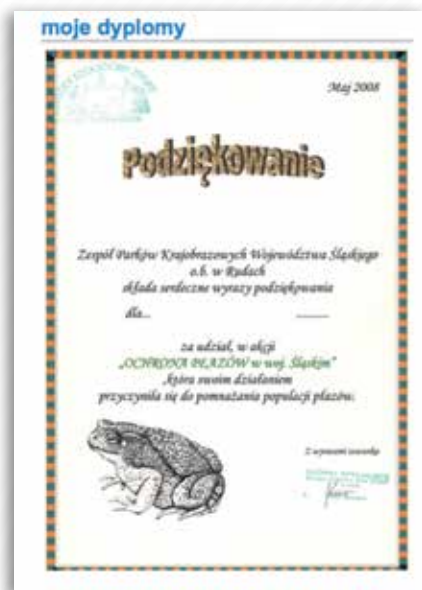 moje dyplomy
Maj 2008
Podziękowanie
Zespół Parków Krajobrazowych Województwa Śląskiego
o.b. w Rudach
składa serdeczne wyrazy podziękowania
dla... ..........
za udział, w akcji
„OCHRONA PŁAZÓW w woj. Śląskim”
,która swoim działaniem
przyczyniła się do pomnażania populacji płazów.
Z wyrazami szacunku